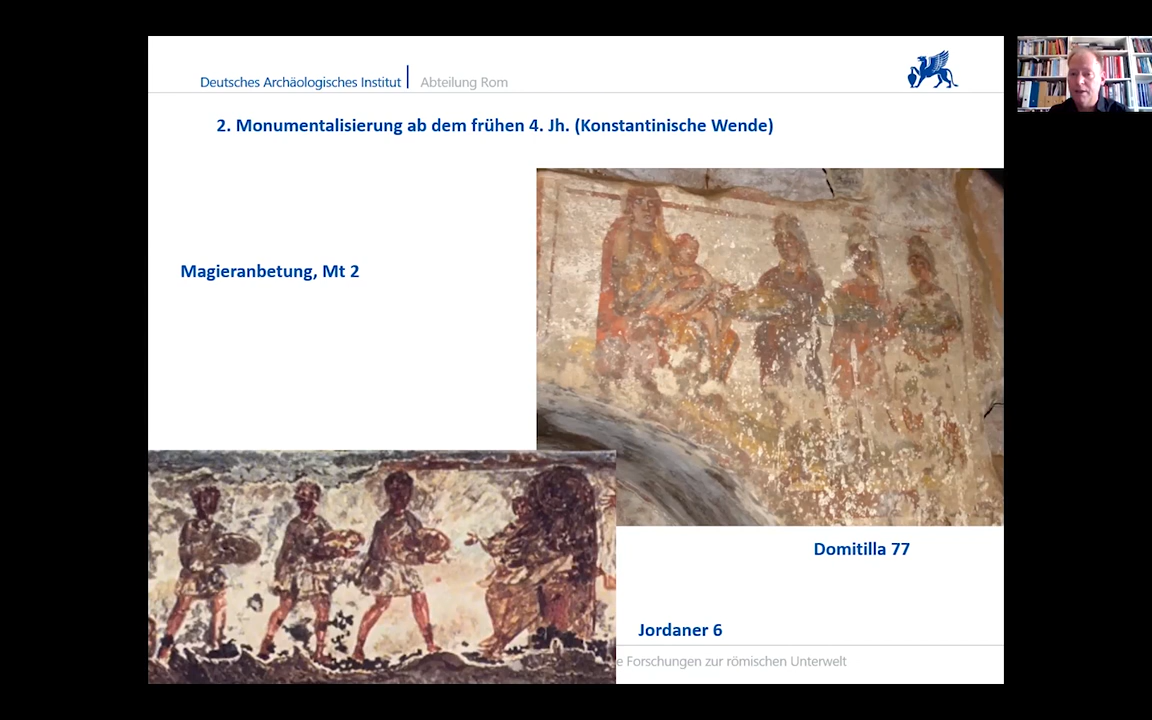 Deutsches Archäologisches Institut Abteilung Rom
2. Monumentalisierung ab dem frühen 4. Jh. (Konstantinische Wende)
Magieranbetung, Mt 2
Domitilla 77
Jordaner 6
e Forschungen zur römischen Unterwelt